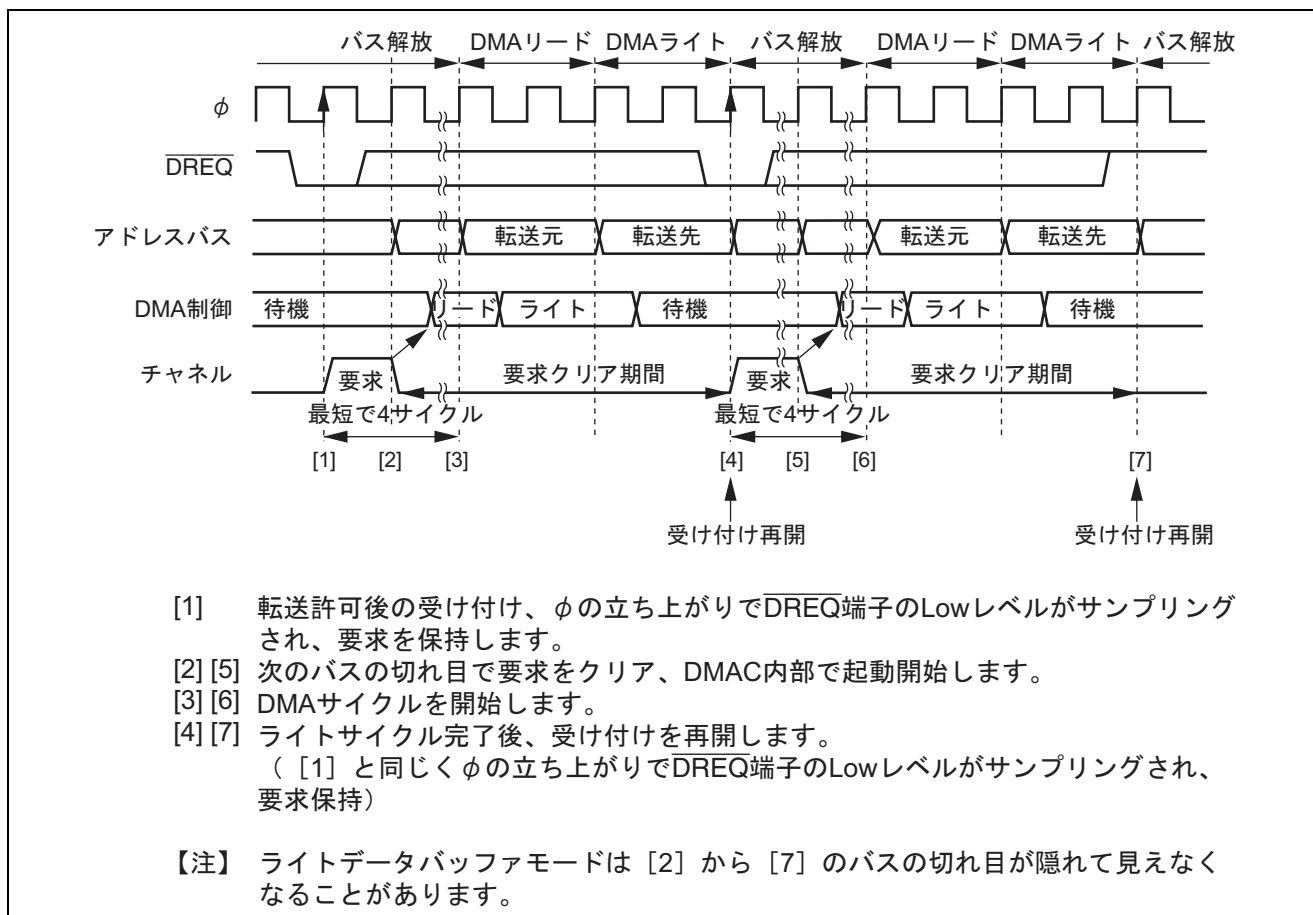 バス解放 DMAリード DMAライト バス解放 DMAリード DMAライト バス解放
φ
DREQ
アドレスバス 転送元 転送先 転送元 転送先
DMA制御 待機 リード ライト 待機 リード ライト 待機
チャネル 要求 要求クリア期間 要求 要求クリア期間
最短で4サイクル 最短で4サイクル
[1] [2] [3] [4] [5] [6] [7]
受け付け再開 受け付け再開
[1] 転送許可後の受け付け、φの立ち上がりでDREQ端子のLowレベルがサンプリング
され、要求を保持します。
[2] [5] 次のバスの切れ目で要求をクリア、DMAC内部で起動開始します。
[3] [6] DMAサイクルを開始します。
[4] [7] ライトサイクル完了後、受け付けを再開します。
（［1］と同じくφの立ち上がりでDREQ端子のLowレベルがサンプリングされ、
要求保持）
【注】 ライトデータバッファモードは［2］から［7］のバスの切れ目が隠れて見えなく
なることがあります。